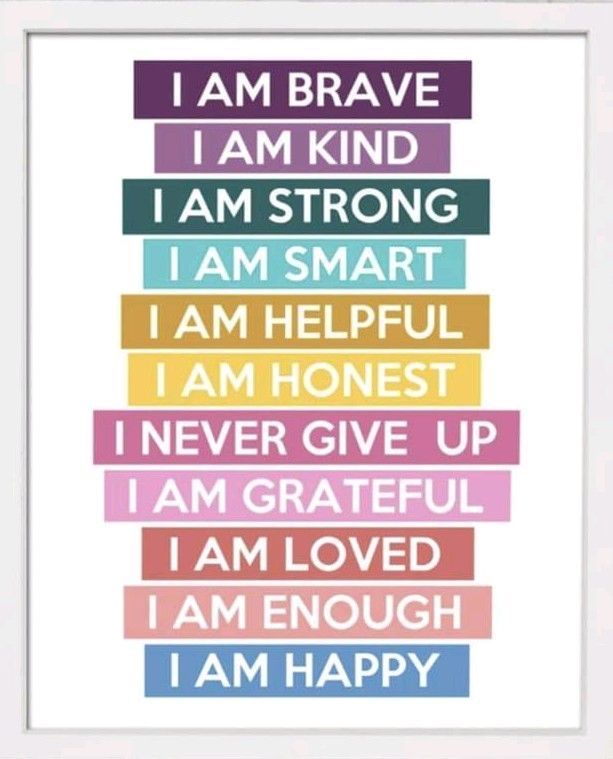 I AM BRAVE
I AM KIND
I AM STRONG
I AM SMART
I AM HELPFUL
I AM HONEST
I NEVER GIVE UP
I AM GRATEFUL
I AM LOVED
I AM ENOUGH
I AM HAPPY